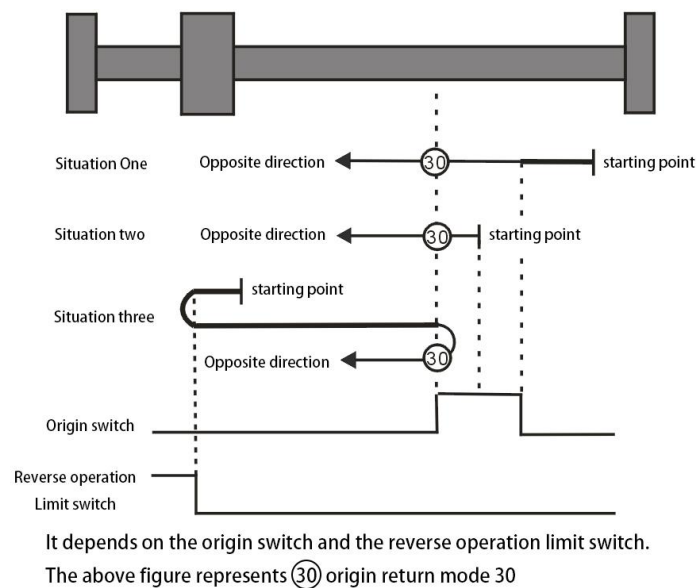 Situation One
Opposite direction
30
starting point
Situation two
Opposite direction
30
starting point
starting point
Situation three
Opposite direction
30
Origin switch
Reverse operation
Limit switch
It depends on the origin switch and the reverse operation limit switch.
The above figure represents 30 origin return mode 30